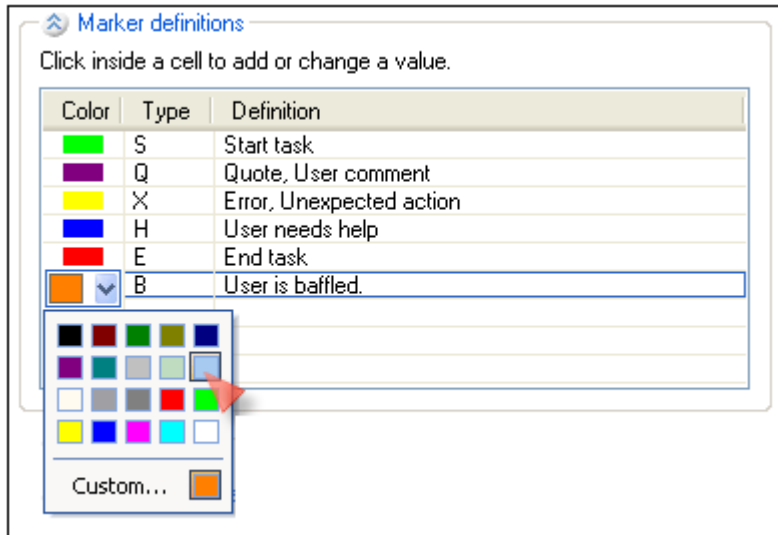 Marker definitions
Click inside a cell to add or change a value.
Color Type Definition
S Start task
Q Quote, User comment
X Error, Unexpected action
H User needs help
E End task
B User is baffled.
Custom...